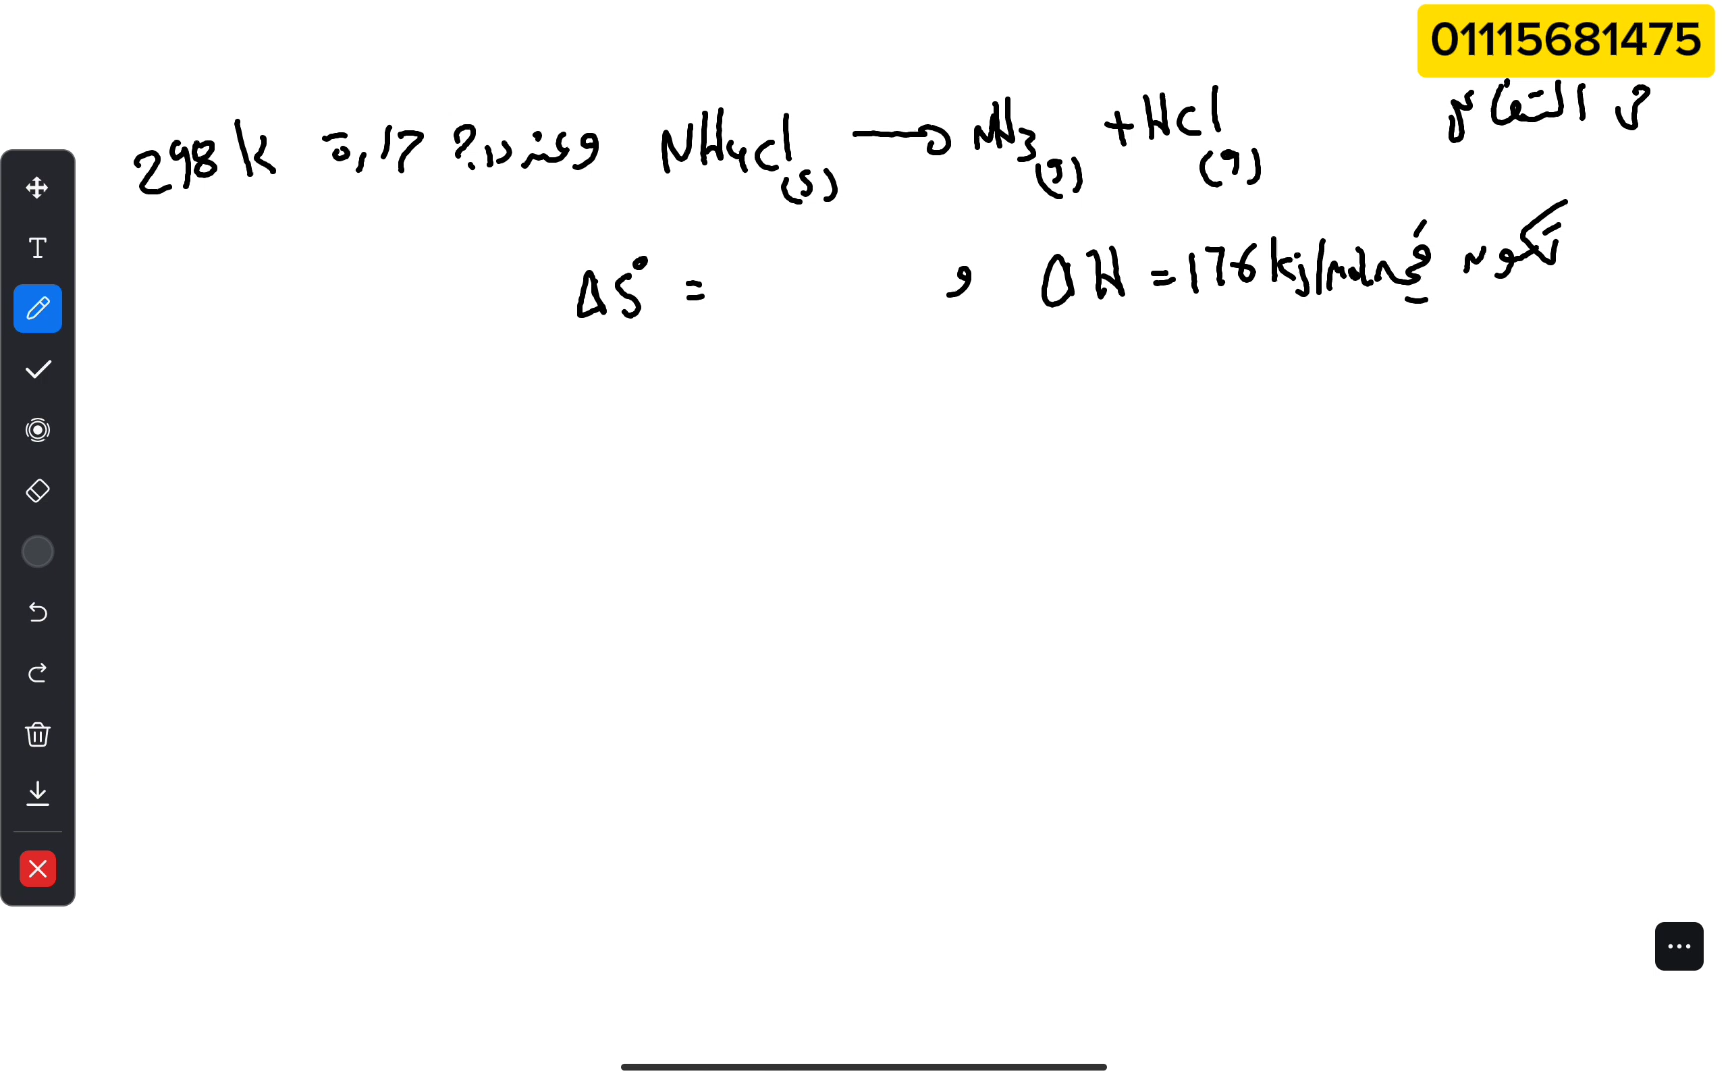 01115681475
في التفاعل NH4Cl(s) → NH3(g) + HCl(g) وعند درجة حرارة 298 k
تكون قيمة ΔH = 176 kj/mol و ΔS° =